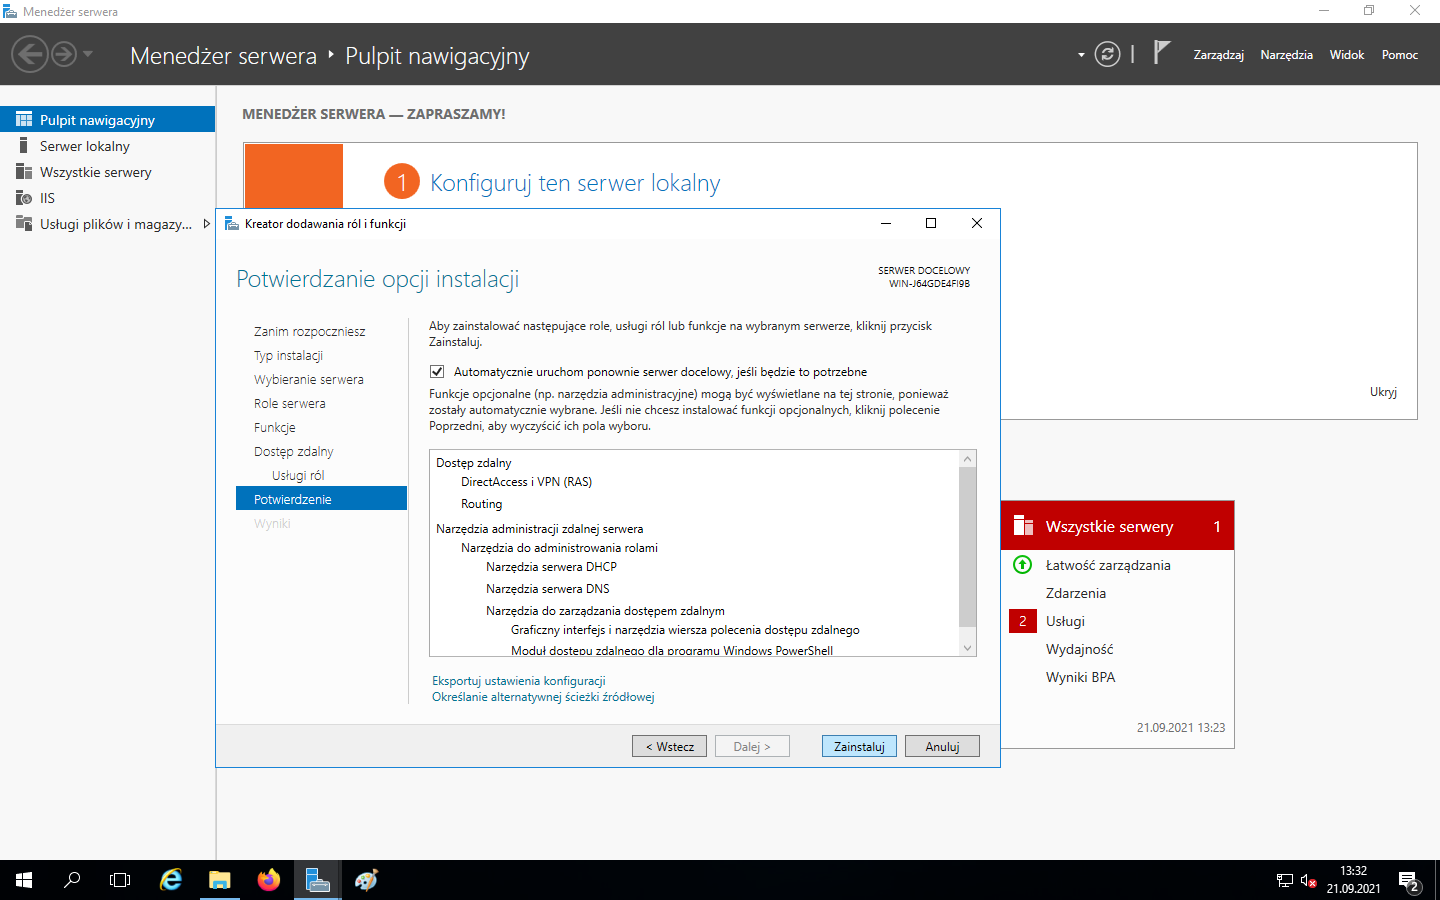 Menedżer serwera
Menedżer serwera ‣ Pulpit nawigacyjny
Zarządzaj Narzędzia Widok Pomoc
Pulpit nawigacyjny
Serwer lokalny
Wszystkie serwery
IIS
Usługi plików i magazy...
MENEDŻER SERWERA — ZAPRASZAMY!
1 Konfiguruj ten serwer lokalny
Ukryj
Kreator dodawania ról i funkcji
Potwierdzanie opcji instalacji
SERWER DOCELOWY
WIN-J64GDE4FI9B
Zanim rozpoczniesz
Typ instalacji
Wybieranie serwera
Role serwera
Funkcje
Dostęp zdalny
Usługi ról
Potwierdzenie
Wyniki
Aby zainstalować następujące role, usługi ról lub funkcje na wybranym serwerze, kliknij przycisk
Zainstaluj.
Automatycznie uruchom ponownie serwer docelowy, jeśli będzie to potrzebne
Funkcje opcjonalne (np. narzędzia administracyjne) mogą być wyświetlane na tej stronie, ponieważ
zostały automatycznie wybrane. Jeśli nie chcesz instalować funkcji opcjonalnych, kliknij polecenie
Poprzedni, aby wyczyścić ich pola wyboru.
Dostęp zdalny
DirectAccess i VPN (RAS)
Routing
Narzędzia administracji zdalnej serwera
Narzędzia do administrowania rolami
Narzędzia serwera DHCP
Narzędzia serwera DNS
Narzędzia do zarządzania dostępem zdalnym
Graficzny interfejs i narzędzia wiersza polecenia dostępu zdalnego
Moduł dostępu zdalnego dla programu Windows PowerShell
Eksportuj ustawienia konfiguracji
Określanie alternatywnej ścieżki źródłowej
< Wstecz
Dalej >
Zainstaluj
Anuluj
Wszystkie serwery 1
Łatwość zarządzania
Zdarzenia
2 Usługi
Wydajność
Wyniki BPA
21.09.2021 13:23
13:32
21.09.2021
2